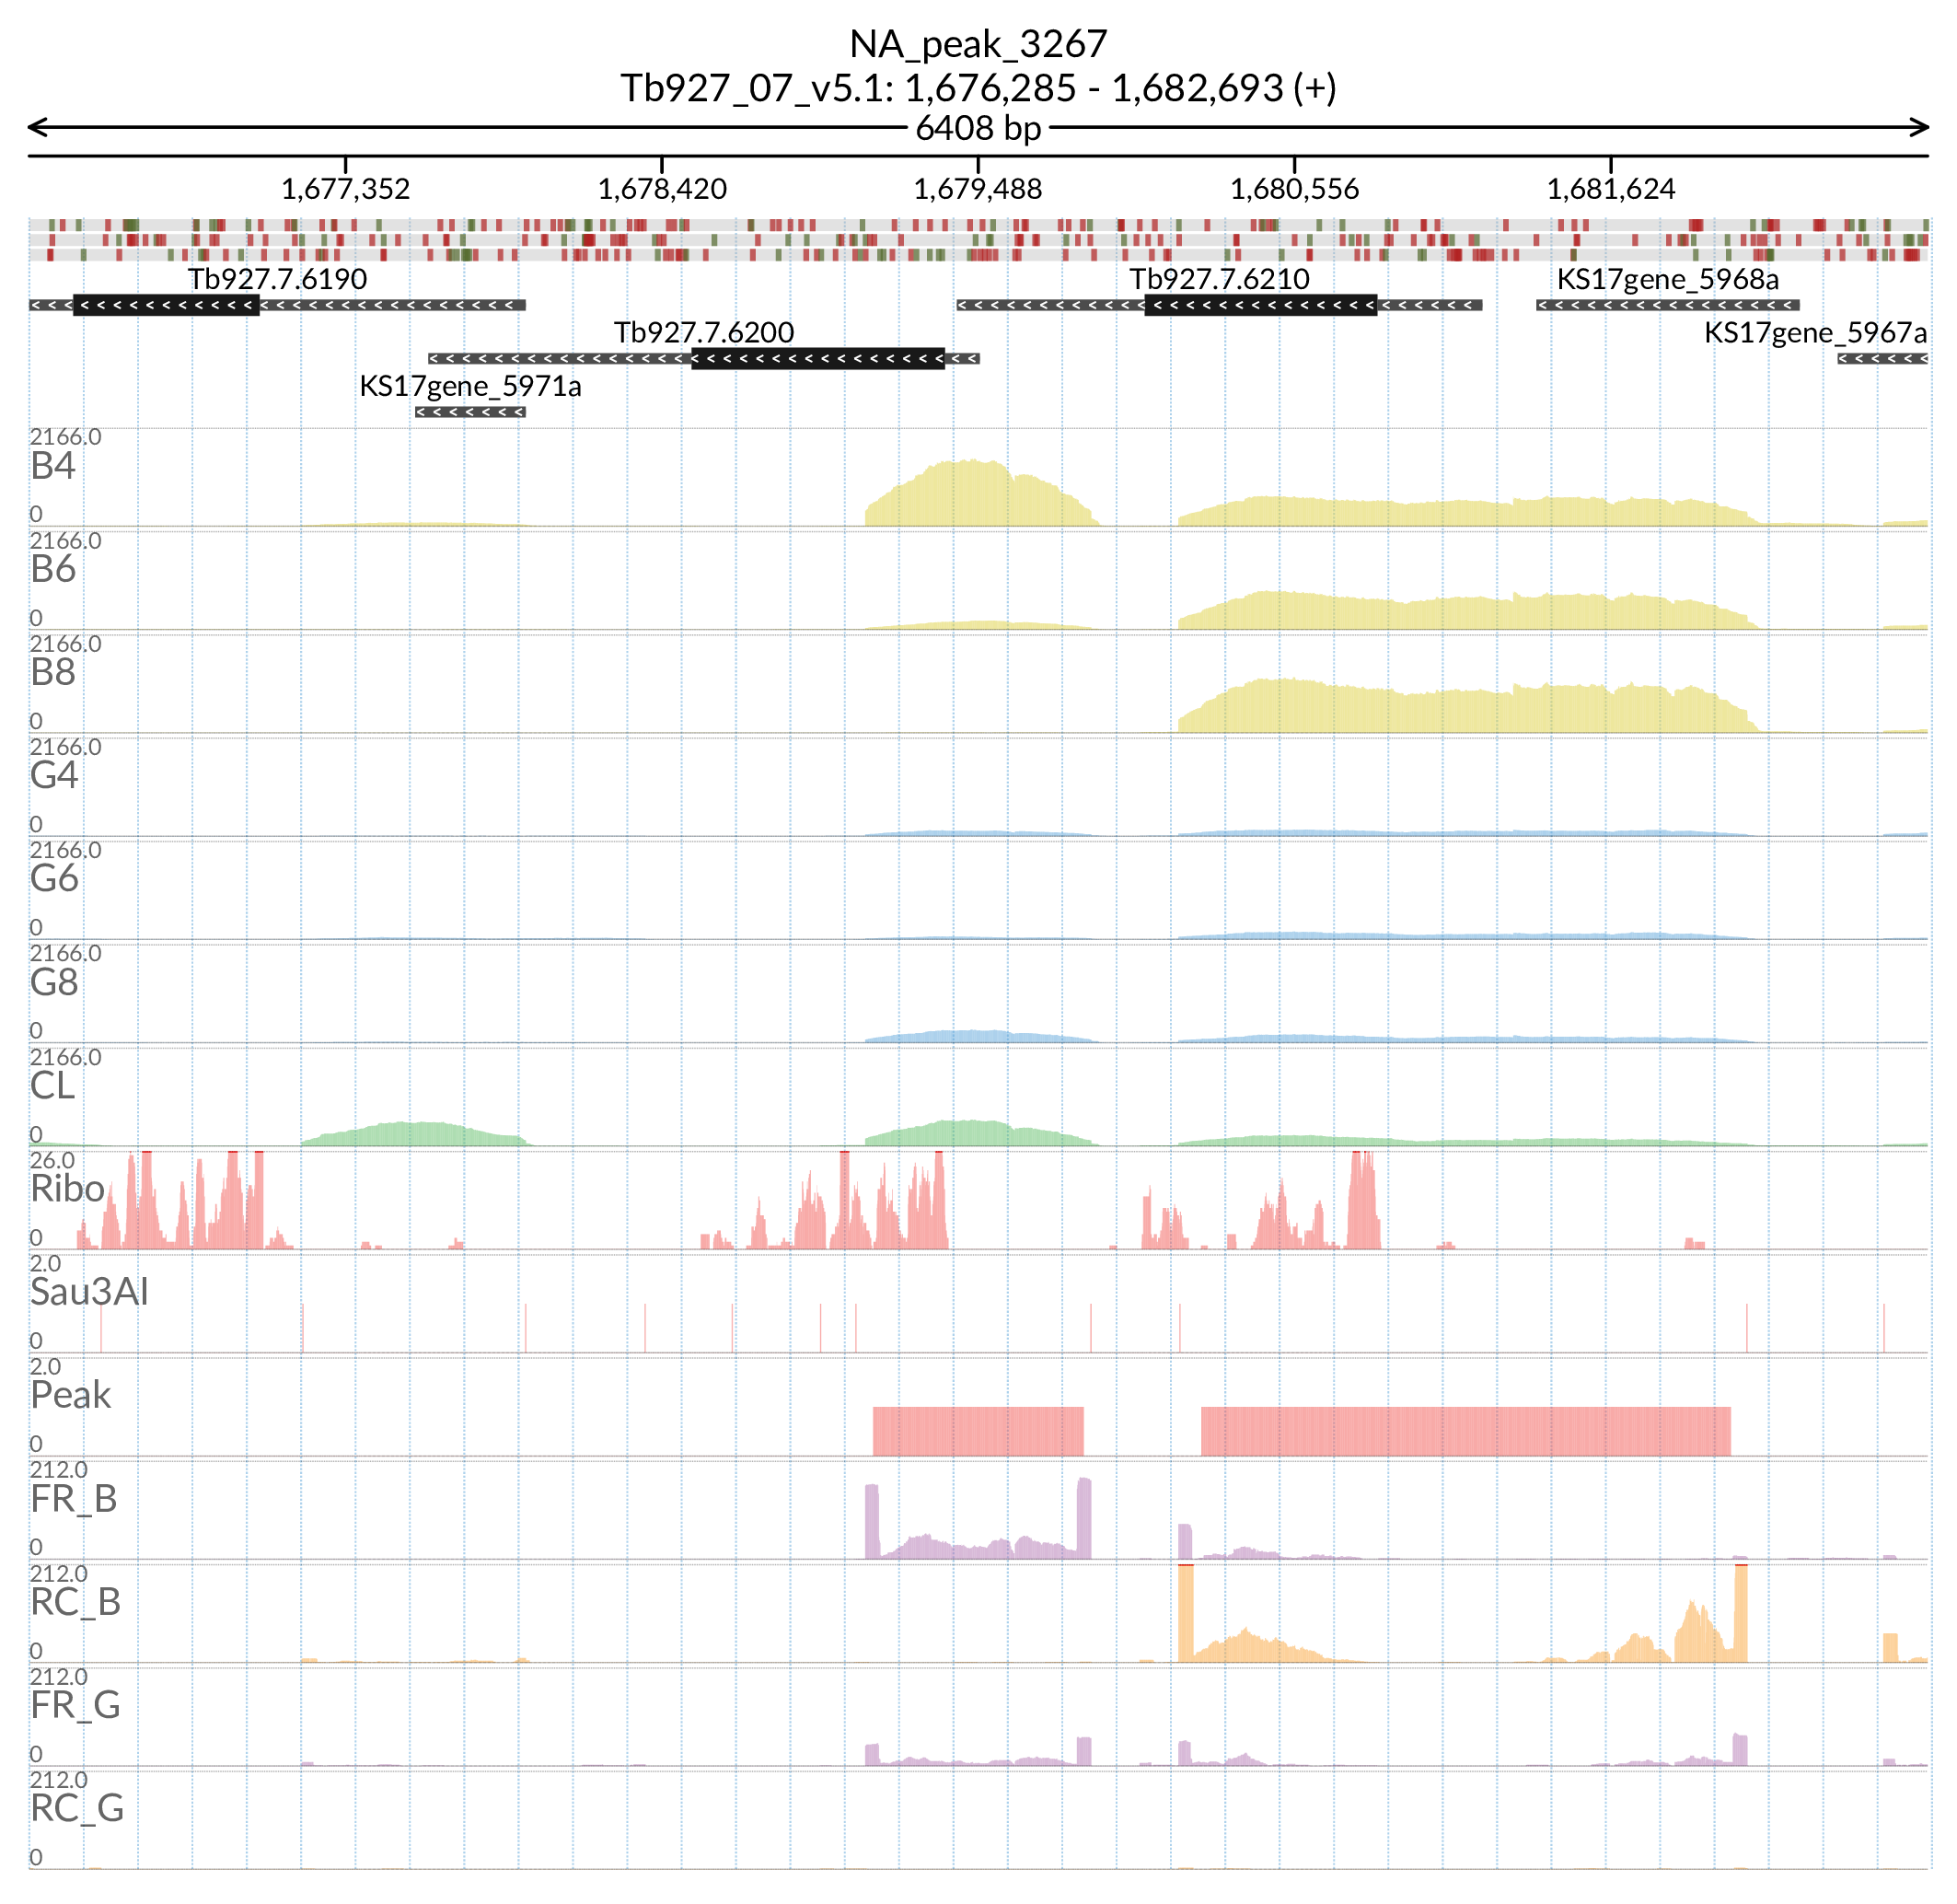 NA_peak_3267
Tb927_07_v5.1: 1,676,285 - 1,682,693 (+)
6408 bp
1,677,352 1,678,420 1,679,488 1,680,556 1,681,624
Tb927.7.6190 Tb927.7.6210 KS17gene_5968a
Tb927.7.6200 KS17gene_5967a
KS17gene_5971a
2166.0
B4
0
2166.0
B6
0
2166.0
B8
0
2166.0
G4
0
2166.0
G6
0
2166.0
G8
0
2166.0
CL
0
26.0
Ribo
0
2.0
Sau3AI
0
2.0
Peak
0
212.0
FR_B
0
212.0
RC_B
0
212.0
FR_G
0
212.0
RC_G
0